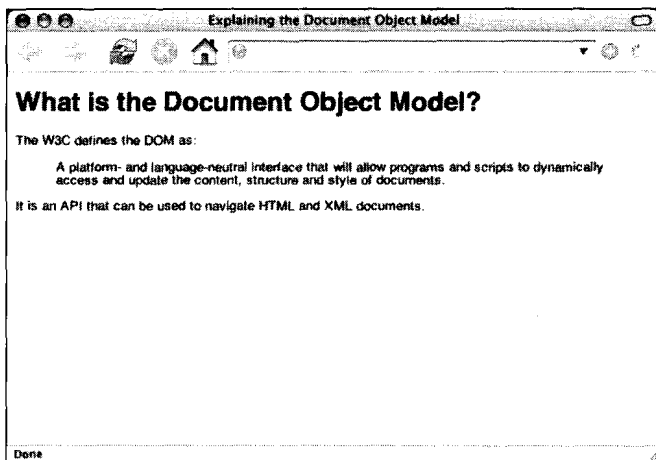 Explaining the Document Object Model
What is the Document Object Model?
The W3C defines the DOM as:
A platform- and language-neutral interface that will allow programs and scripts to dynamically
access and update the content, structure and style of documents.
It is an API that can be used to navigate HTML and XML documents.
Done